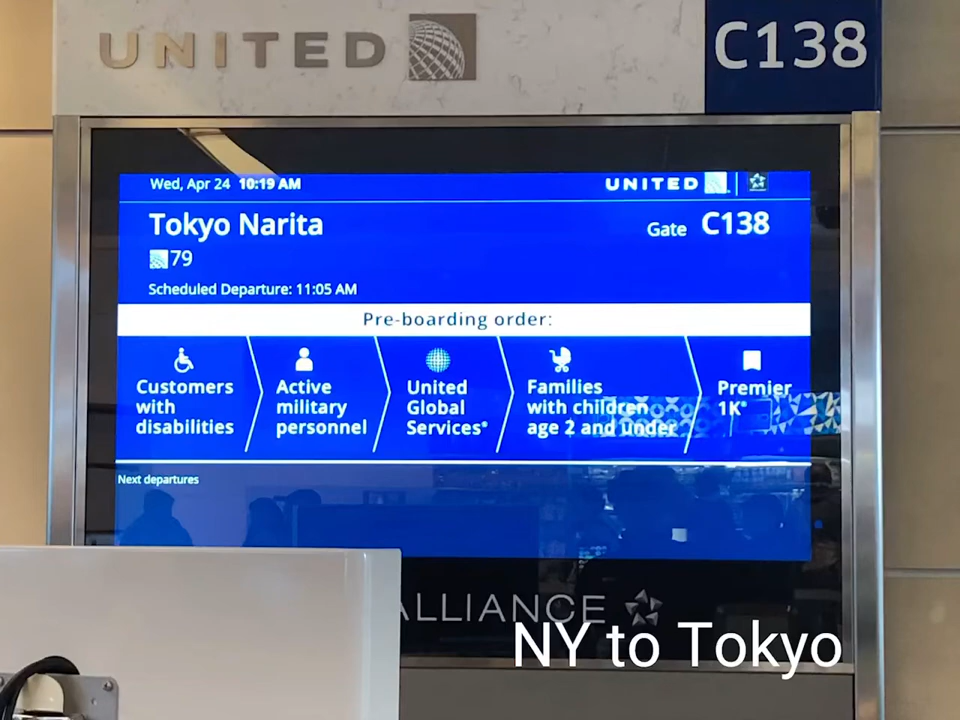 UNITED
C138
Wed, Apr 24 10:19 AM
UNITED
Tokyo Narita
Gate C138
79
Scheduled Departure: 11:05 AM
Pre-boarding order:
Customers
with
disabilities
Active
military
personnel
United
Global
Services®
Families
with children
age 2 and under
Premier
1K®
Next departures
ALLIANCE
NY to Tokyo